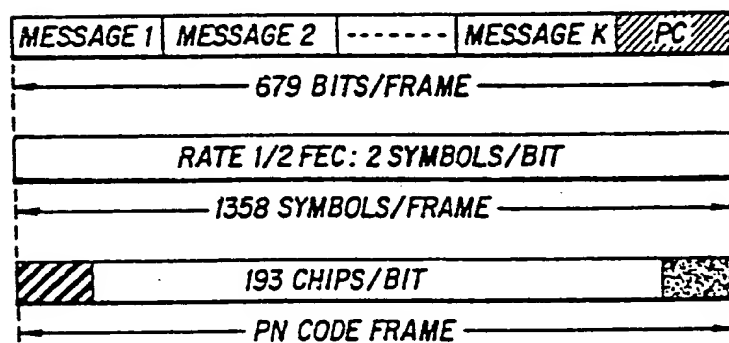 MESSAGE 1 MESSAGE 2 ------- MESSAGE K PC
679 BITS/FRAME
RATE 1/2 FEC: 2 SYMBOLS/BIT
1358 SYMBOLS/FRAME
193 CHIPS/BIT
PN CODE FRAME